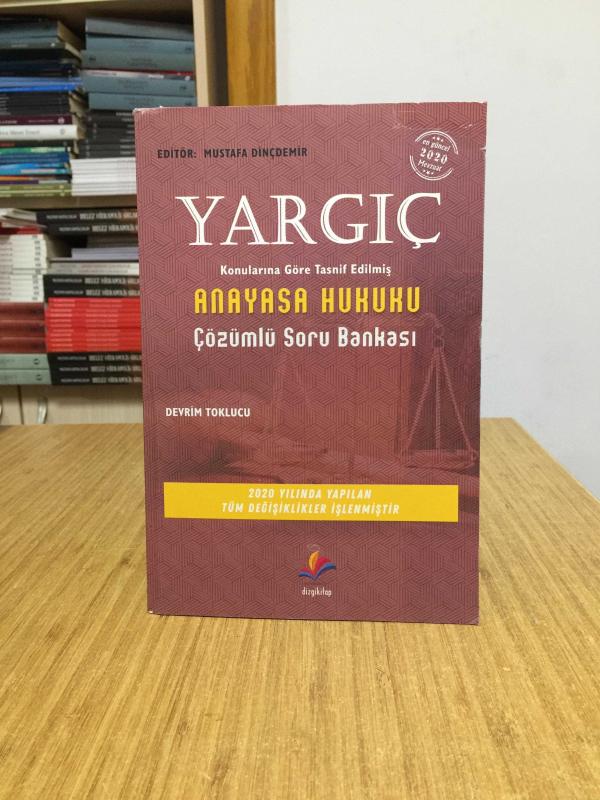 EDİTÖR: MUSTAFA DİNÇDEMİR
en güncel
2020
Mevzuat
YARGIÇ
Konularına Göre Tasnif Edilmiş
ANAYASA HUKUKU
Çözümlü Soru Bankası
DEVRİM TOKLUCU
2020 YILINDA YAPILAN
TÜM DEĞİŞİKLİKLER İŞLENMİŞTİR
dizgikitap